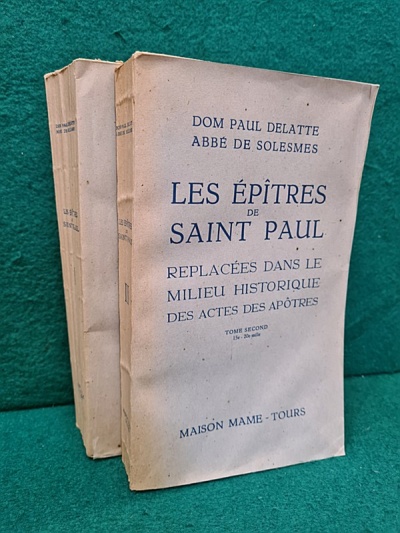 DOM PAUL DELATTE
ABBÉ DE SOLESMES
LES ÉPÎTRES
DE
SAINT PAUL
REPLACÉES DANS LE
MILIEU HISTORIQUE
DES ACTES DES APÔTRES
TOME SECOND
MAISON MAME - TOURS
II